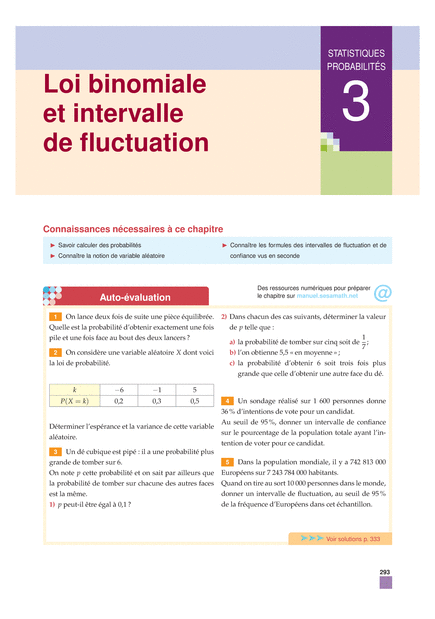 STATISTIQUES
PROBABILITÉS
3
Loi binomiale
et intervalle
de fluctuation
Connaissances nécessaires à ce chapitre
► Savoir calculer des probabilités
► Connaître la notion de variable aléatoire
► Connaître les formules des intervalles de fluctuation et de
confiance vus en seconde
Auto-évaluation
Des ressources numériques pour préparer
le chapitre sur manuel.sesamath.net
@
1 On lance deux fois de suite une pièce équilibrée.
Quelle est la probabilité d'obtenir exactement une fois
pile et une fois face au bout des deux lancers ?
2 On considère une variable aléatoire X dont voici
la loi de probabilité.
k −6 −1 5
P(X = k) 0,2 0,3 0,5
Déterminer l'espérance et la variance de cette variable
aléatoire.
3 Un dé cubique est pipé : il a une probabilité plus
grande de tomber sur 6.
On note p cette probabilité et on sait par ailleurs que
la probabilité de tomber sur chacune des autres faces
est la même.
1) p peut-il être égal à 0,1 ?
2) Dans chacun des cas suivants, déterminer la valeur
de p telle que :
a) la probabilité de tomber sur cinq soit de 1/7 ;
b) l'on obtienne 5,5 « en moyenne » ;
c) la probabilité d'obtenir 6 soit trois fois plus
grande que celle d'obtenir une autre face du dé.
4 Un sondage réalisé sur 1 600 personnes donne
36 % d'intentions de vote pour un candidat.
Au seuil de 95 %, donner un intervalle de confiance
sur le pourcentage de la population totale ayant l'in-
tention de voter pour ce candidat.
5 Dans la population mondiale, il y a 742 813 000
Européens sur 7 243 784 000 habitants.
Quand on tire au sort 10 000 personnes dans le monde,
donner un intervalle de fluctuation, au seuil de 95 %
de la fréquence d'Européens dans cet échantillon.
►►► Voir solutions p. 333
293